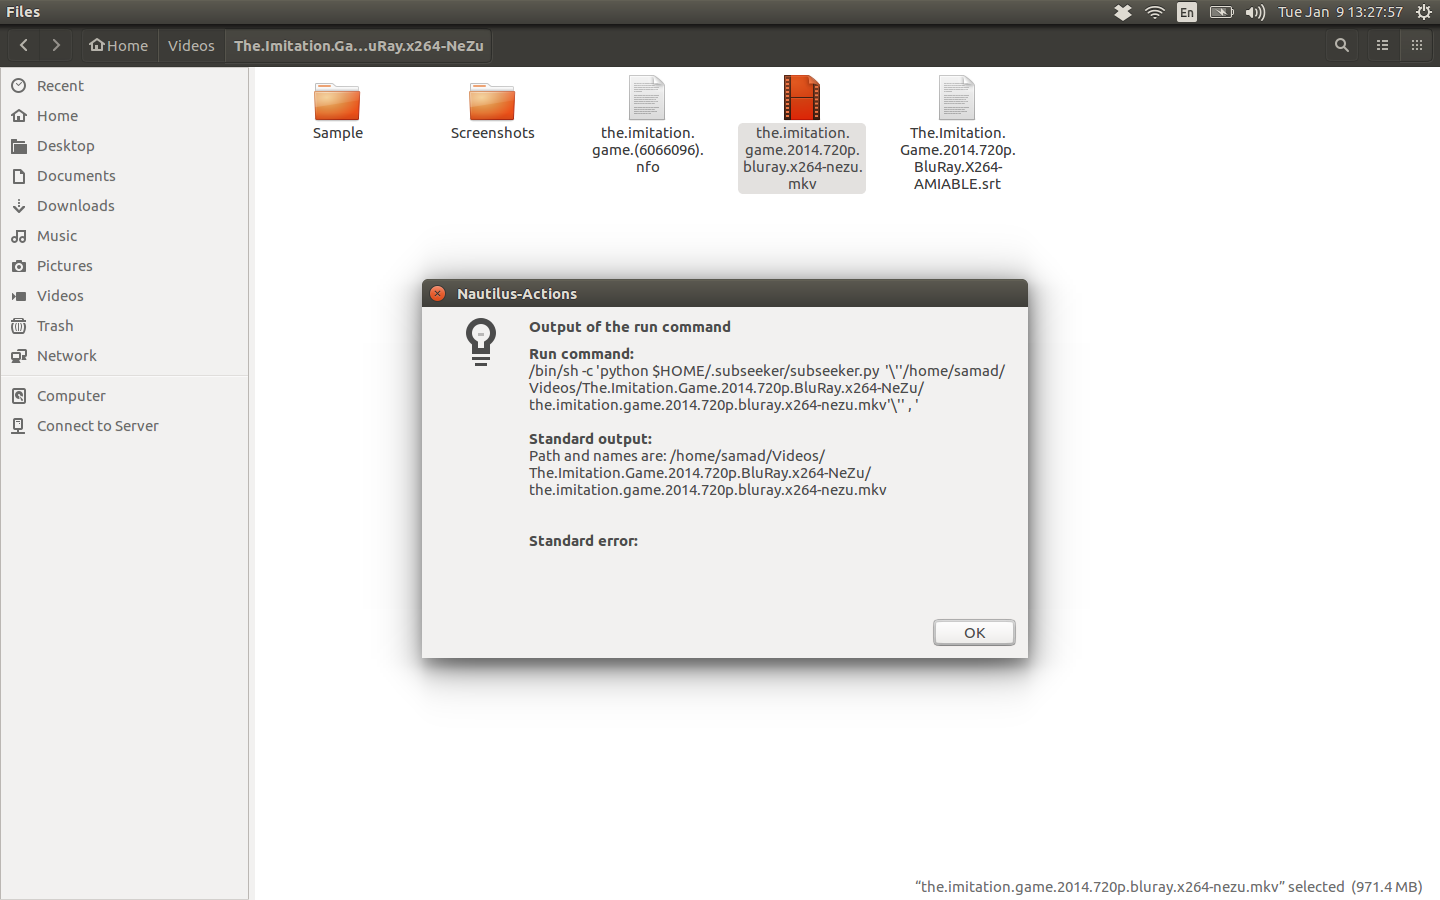 Files
En
Tue Jan 9 13:27:57
Home
Videos
The.Imitation.Ga...uRay.x264-NeZu
Recent
Home
Desktop
Documents
Downloads
Music
Pictures
Videos
Trash
Network
Computer
Connect to Server
Sample
Screenshots
the.imitation.
game.(6066096).
nfo
the.imitation.
game.2014.720p.
bluray.x264-nezu.
mkv
The.Imitation.
Game.2014.720p.
BluRay.X264-
AMIABLE.srt
Nautilus-Actions
Output of the run command
Run command:
/bin/sh -c 'python $HOME/.subseeker/subseeker.py '\''/home/samad/
Videos/The.Imitation.Game.2014.720p.BluRay.x264-NeZu/
the.imitation.game.2014.720p.bluray.x264-nezu.mkv'\'' , '
Standard output:
Path and names are: /home/samad/Videos/
The.Imitation.Game.2014.720p.BluRay.x264-NeZu/
the.imitation.game.2014.720p.bluray.x264-nezu.mkv
Standard error:
OK
“the.imitation.game.2014.720p.bluray.x264-nezu.mkv” selected (971.4 MB)